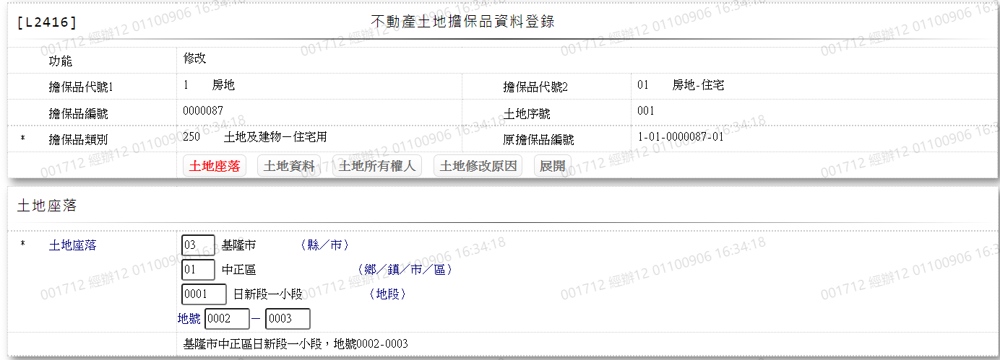 [L2416] 不動產土地擔保品資料登錄
功能 修改
擔保品代號1 1 房地 擔保品代號2 01 房地-住宅
擔保品編號 0000087 土地序號 001
* 擔保品類別 250 土地及建物－住宅用 原擔保品編號 1-01-0000087-01
土地座落 土地資料 土地所有權人 土地修改原因 展開
土地座落
* 土地座落 03 基隆市 （縣／市）
01 中正區 （鄉／鎮／市／區）
0001 日新段一小段 （地段）
地號 0002 － 0003
基隆市中正區日新段一小段，地號0002-0003
001712 經辦12 01100906 16:34:18